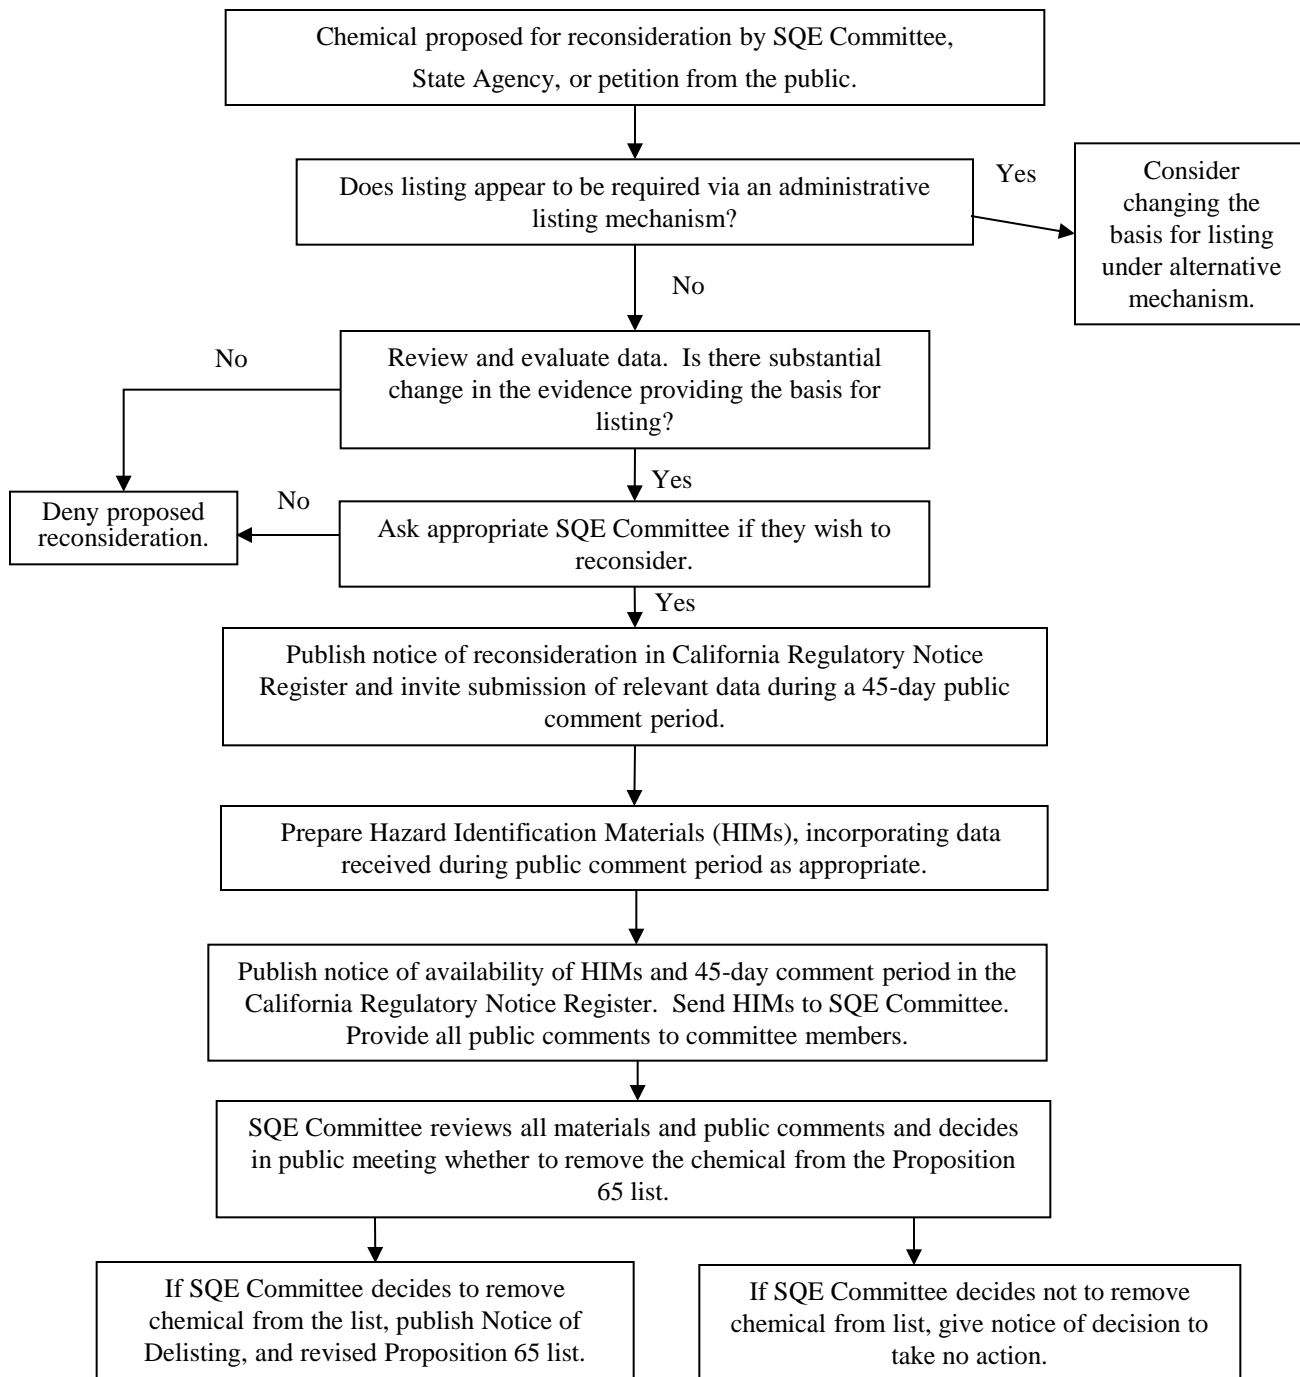 Chemical proposed for reconsideration by SQE Committee,
State Agency, or petition from the public.
Does listing appear to be required via an administrative
listing mechanism?
Yes
Consider
changing the
basis for listing
under alternative
mechanism.
No
Review and evaluate data.  Is there substantial
change in the evidence providing the basis for
listing?
No
Yes
Deny proposed
reconsideration.
No
Ask appropriate SQE Committee if they wish to
reconsider.
Yes
Publish notice of reconsideration in California Regulatory Notice
Register and invite submission of relevant data during a 45-day public
comment period.
Prepare Hazard Identification Materials (HIMs), incorporating data
received during public comment period as appropriate.
Publish notice of availability of HIMs and 45-day comment period in the
California Regulatory Notice Register.  Send HIMs to SQE Committee.
Provide all public comments to committee members.
SQE Committee reviews all materials and public comments and decides
in public meeting whether to remove the chemical from the Proposition
65 list.
If SQE Committee decides to remove
chemical from the list, publish Notice of
Delisting, and revised Proposition 65 list.
If SQE Committee decides not to remove
chemical from list, give notice of decision to
take no action.